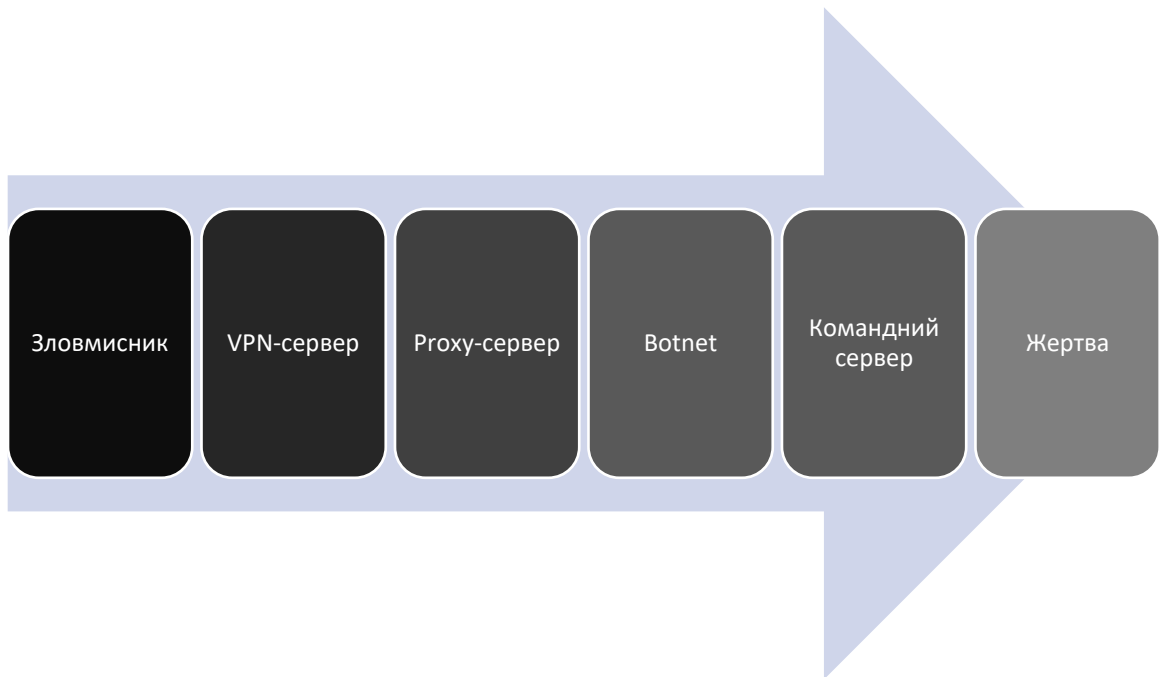 Зловмисник
VPN-сервер
Proxy-сервер
Botnet
Командний
сервер
Жертва